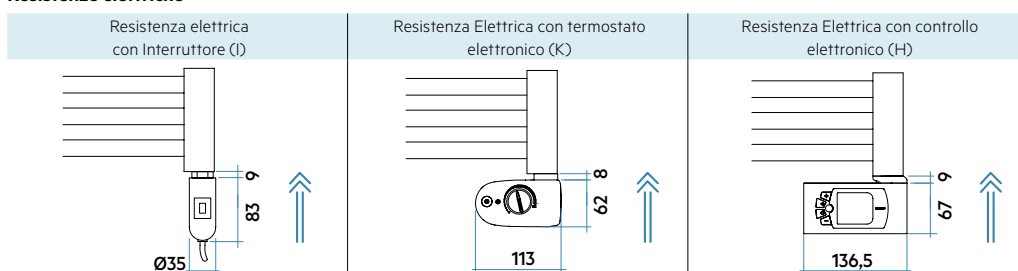 Resistenza elettrica
con Interruttore (I)
Resistenza Elettrica con termostato
elettronico (K)
Resistenza Elettrica con controllo
elettronico (H)
9
83
Ø35
8
62
113
9
67
136,5